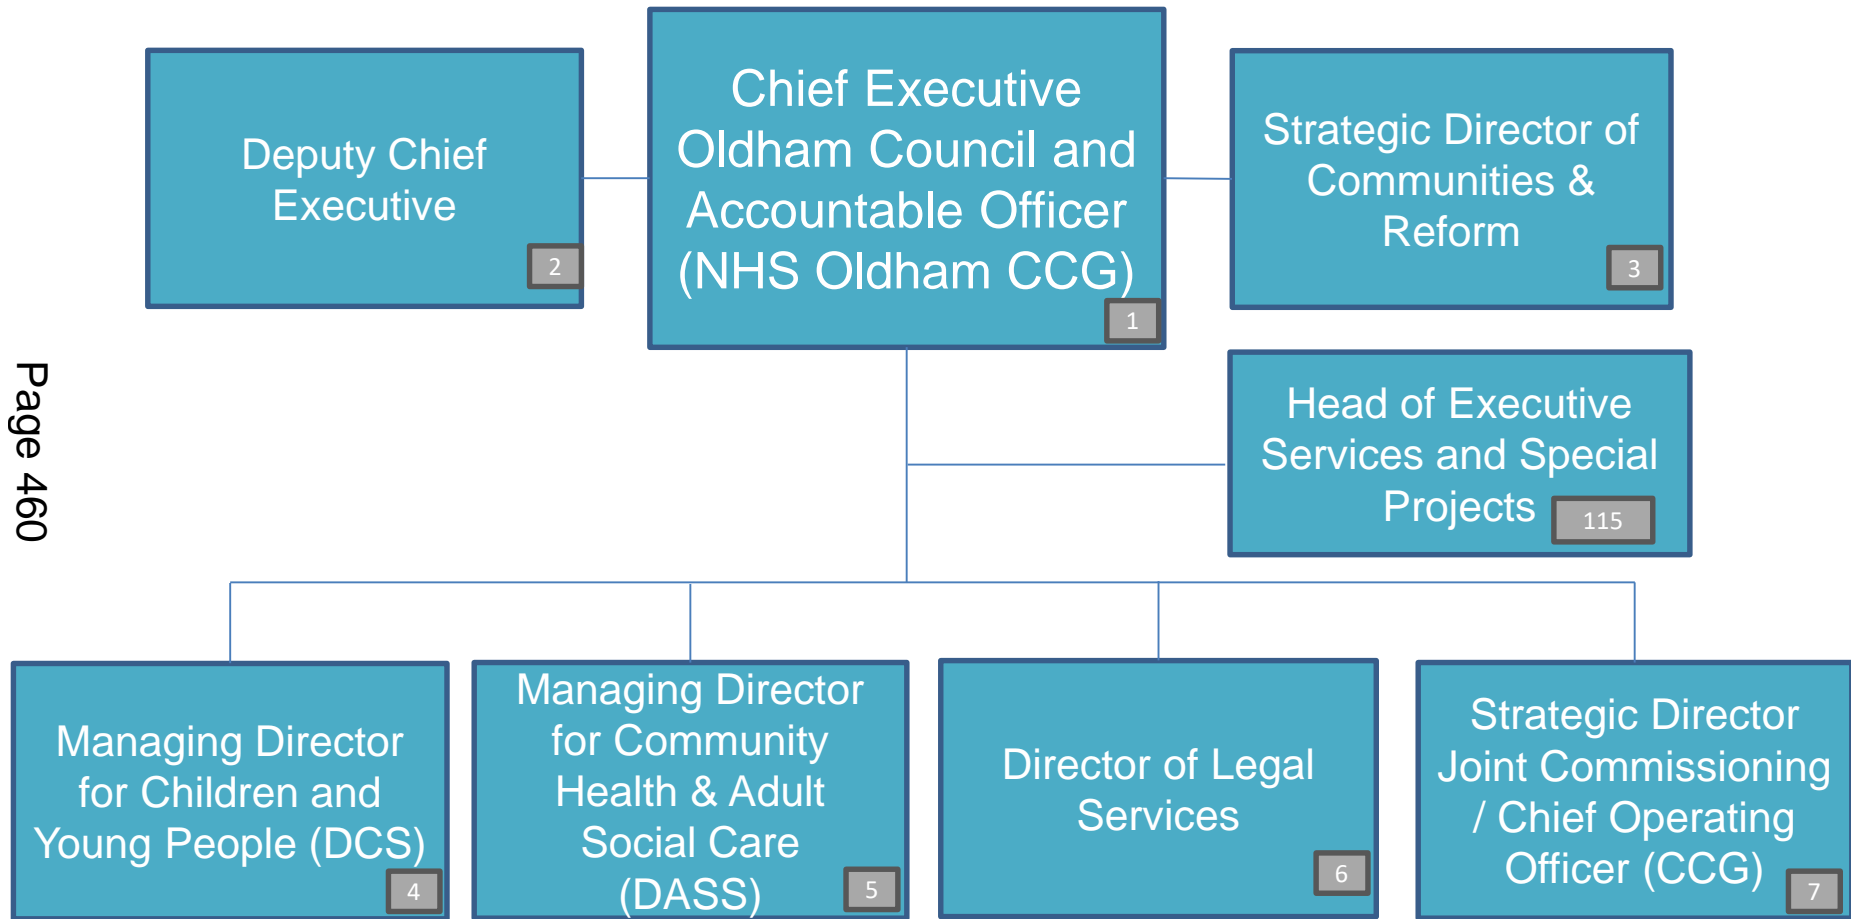 Deputy Chief
Executive
2
Chief Executive
Oldham Council and
Accountable Officer
(NHS Oldham CCG)
1
Strategic Director of
Communities &
Reform
3
Head of Executive
Services and Special
Projects
115
Page 460
Managing Director
for Children and
Young People (DCS)
4
Managing Director
for Community
Health & Adult
Social Care
(DASS)
5
Director of Legal
Services
6
Strategic Director
Joint Commissioning
/ Chief Operating
Officer (CCG)
7